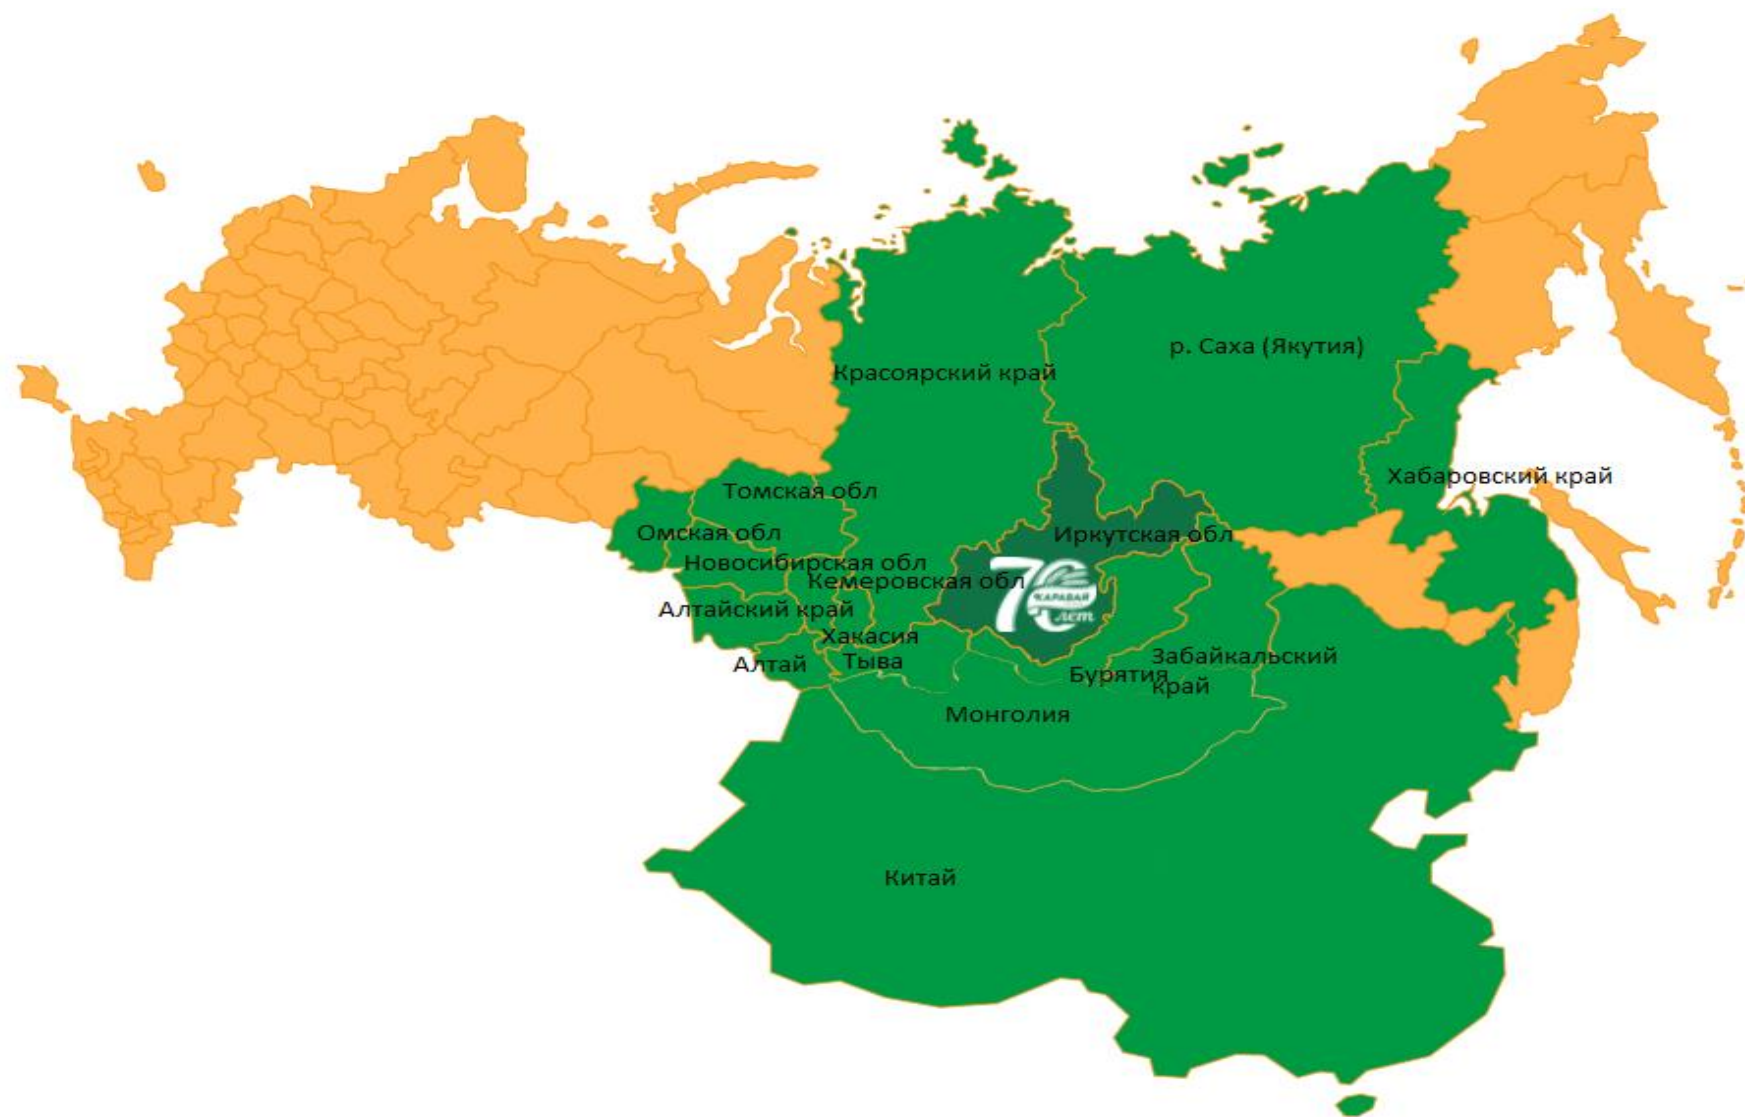 р. Саха (Якутия)
Красоярский край
Хабаровский край
Томская обл
Омская обл
Иркутская обл
Новосибирская обл
Кемеровская обл
70
КАРАВАЙ
лет
Алтайский край
Хакасия
Алтай
Тыва
Забайкальский
край
Бурятия
Монголия
Китай